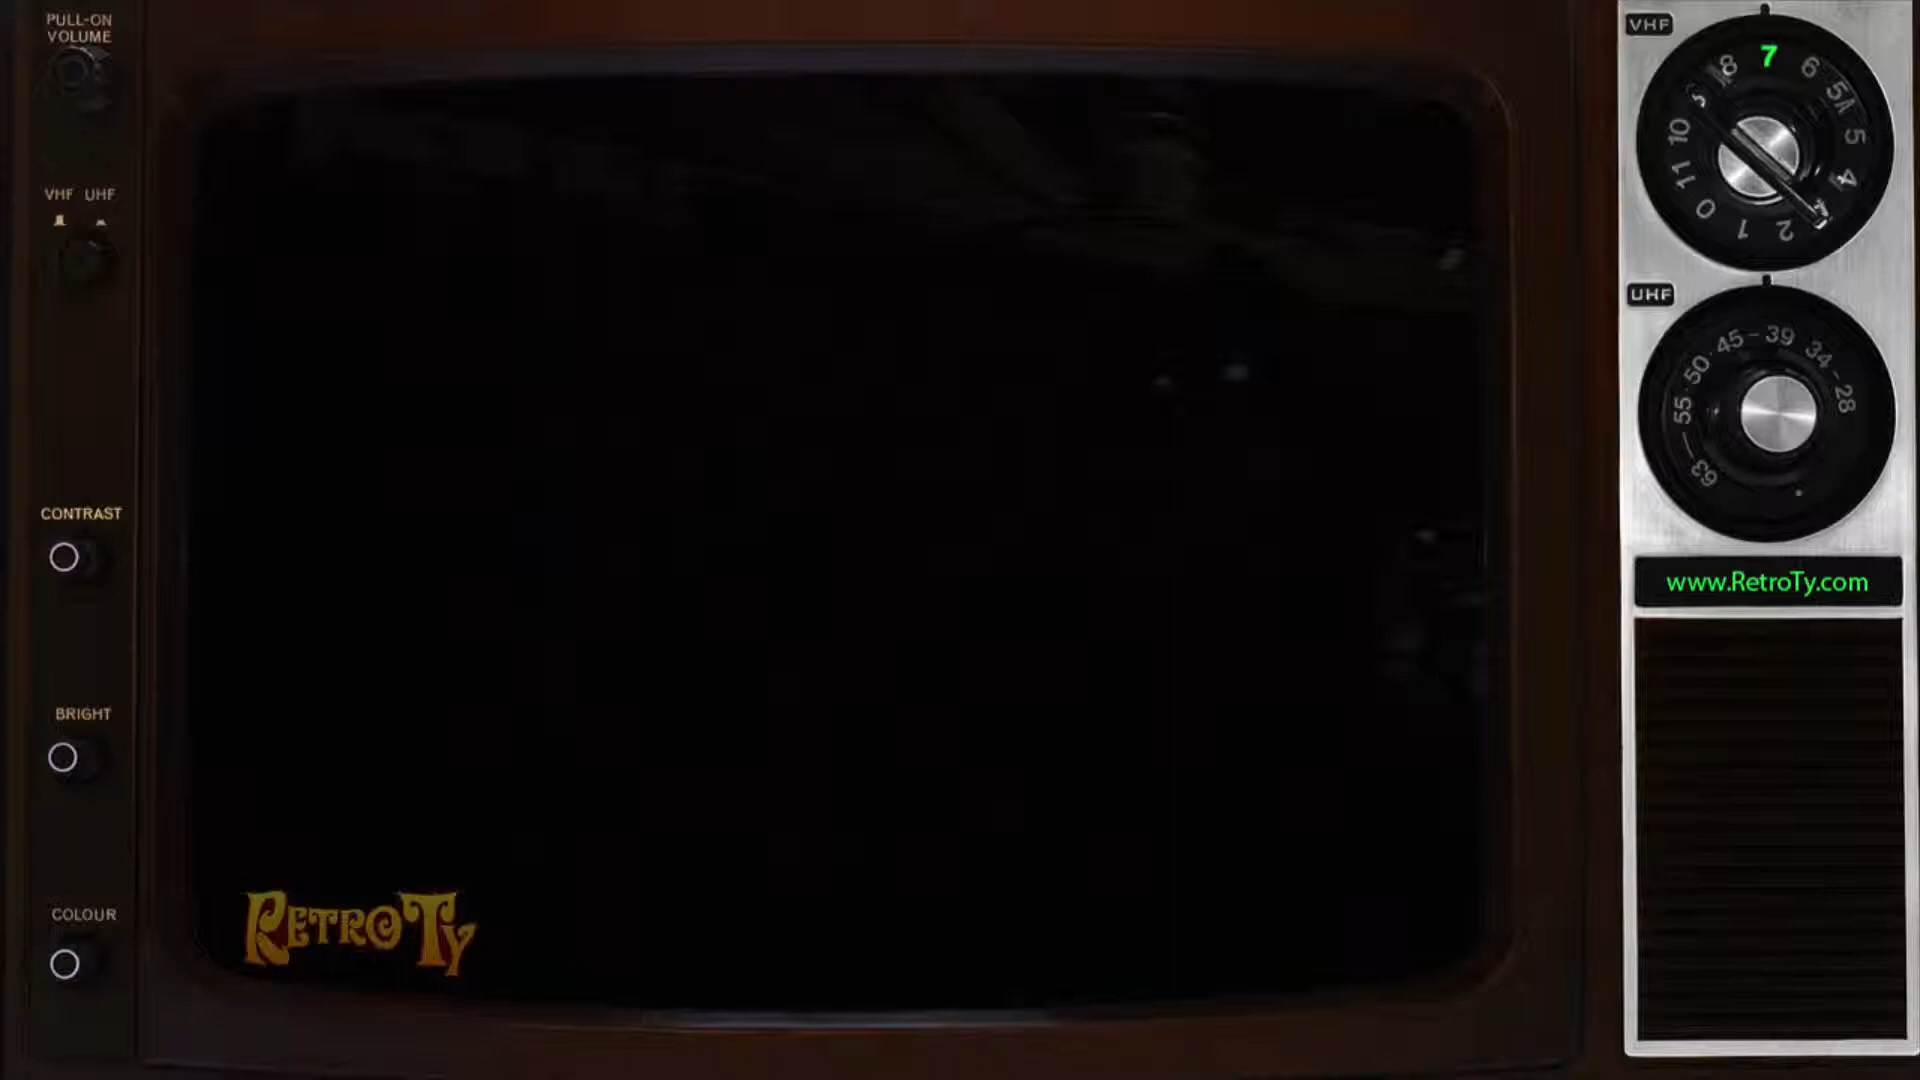 PULL-ON
VOLUME
VHF UHF
CONTRAST
BRIGHT
COLOUR
RETROTY
VHF
7
6
5A
5
4
2
1
0
11
10
8
UHF
63
55
50
45
39
34
28
www.RetroTy.com